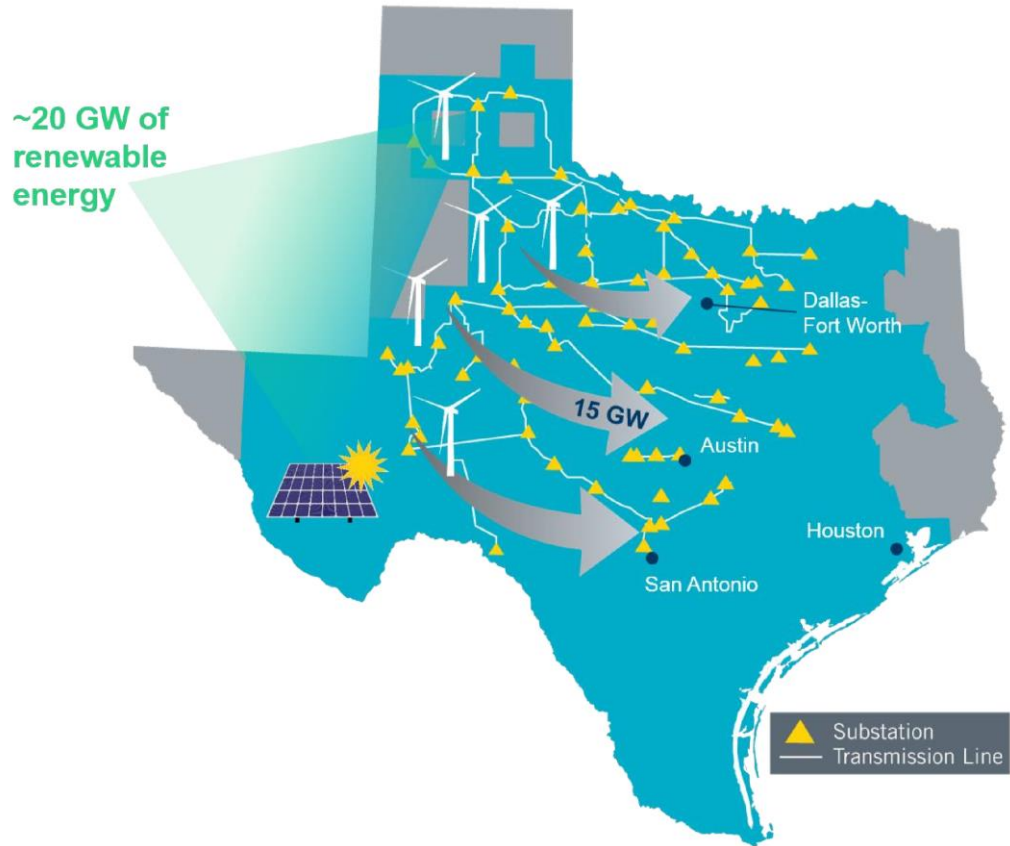 ~20 GW of
renewable
energy
Dallas-
Fort Worth
15 GW
Austin
Houston
San Antonio
Substation
Transmission Line